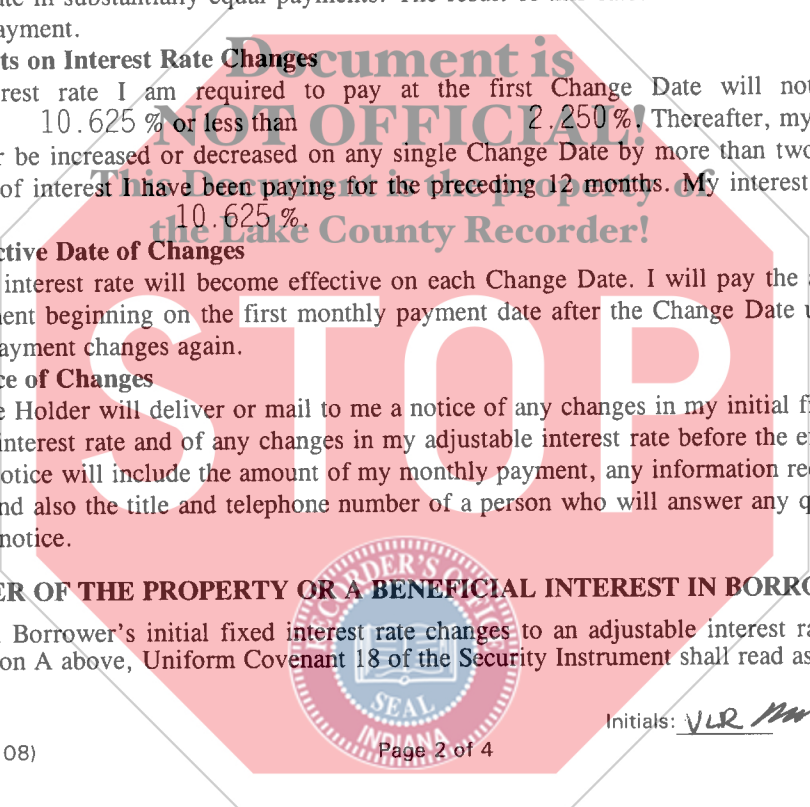 ayment.
ts on Interest Rate Changes
rest rate I am required to pay at the first Change Date will not
10.625 % or less than 2.250 %. Thereafter, my
r be increased or decreased on any single Change Date by more than two
of interest I have been paying for the preceding 12 months. My interest
10.625 %.
ctive Date of Changes
interest rate will become effective on each Change Date. I will pay the
ent beginning on the first monthly payment date after the Change Date
ayment changes again.
ce of Changes
e Holder will deliver or mail to me a notice of any changes in my initial fi
interest rate and of any changes in my adjustable interest rate before the e
otice will include the amount of my monthly payment, any information re
nd also the title and telephone number of a person who will answer any q
notice.
ER OF THE PROPERTY OR A BENEFICIAL INTEREST IN BORRO
Borrower's initial fixed interest rate changes to an adjustable interest ra
on A above, Uniform Covenant 18 of the Security Instrument shall read as
Initials: VLR
08)
Page 2 of 4
Document is
NOT OFFICIAL!
This Document is the property of
the Lake County Recorder!
STOP
RECORDER'S OFFICE
SEAL
INDIANA